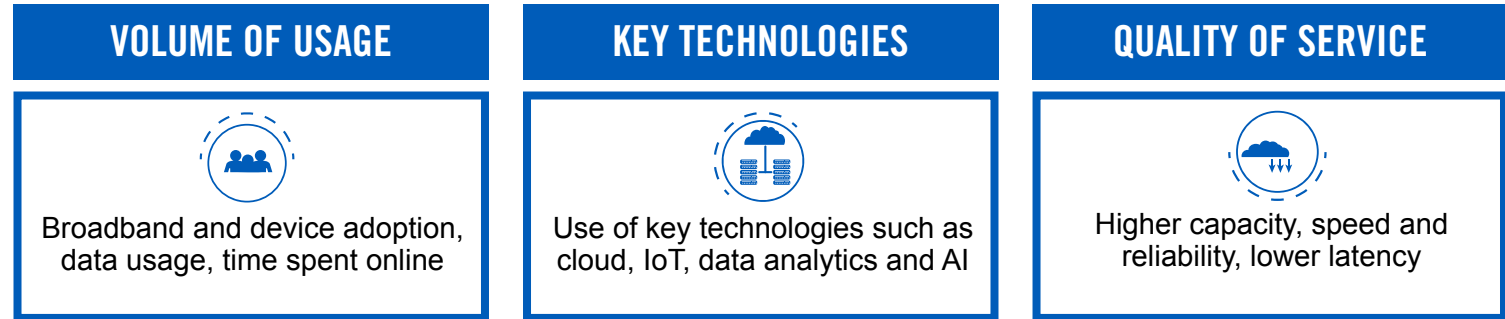 VOLUME OF USAGE
Broadband and device adoption,
data usage, time spent online
KEY TECHNOLOGIES
Use of key technologies such as
cloud, IoT, data analytics and AI
QUALITY OF SERVICE
Higher capacity, speed and
reliability, lower latency